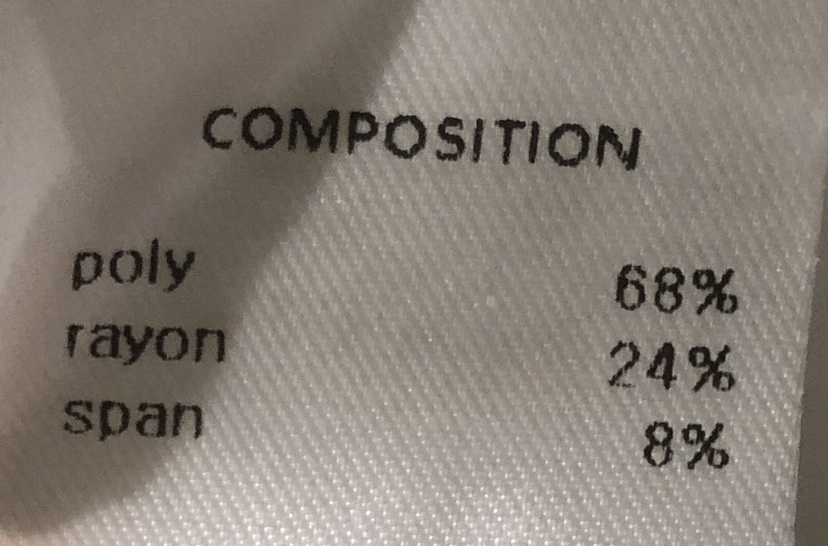 COMPOSITION
poly 68%
rayon 24%
span 8%